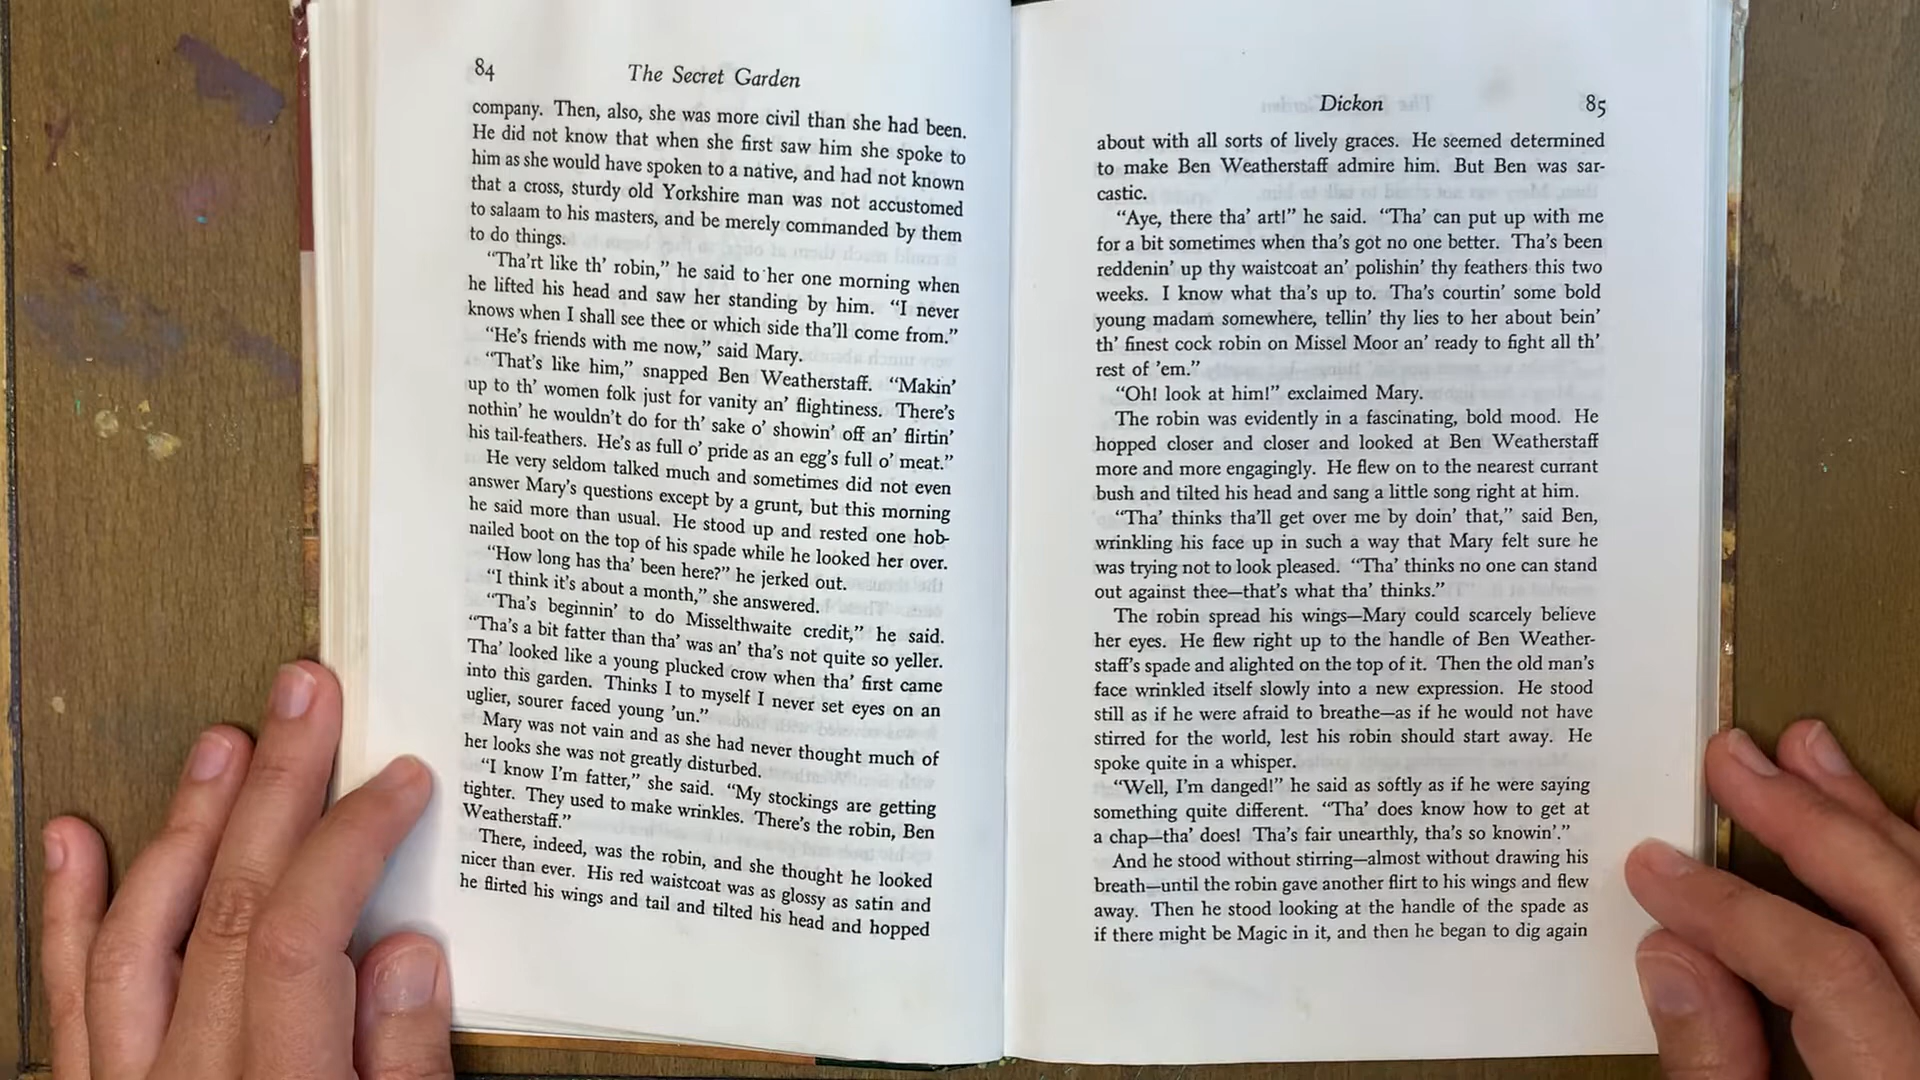 84
The Secret Garden
company. Then, also, she was more civil than she had been.
He did not know that when she first saw him she spoke to
him as she would have spoken to a native, and had not known
that a cross, sturdy old Yorkshire man was not accustomed
to salaam to his masters, and be merely commanded by them
to do things.
“Tha'rt like th' robin,” he said to her one morning when
he lifted his head and saw her standing by him. “I never
knows when I shall see thee or which side tha'll come from.”
“He's friends with me now,” said Mary.
“That's like him,” snapped Ben Weatherstaff. “Makin'
up to th' women folk just for vanity an' flightiness. There's
nothin' he wouldn't do for th' sake o' showin' off an' flirtin'
his tail-feathers. He's as full o' pride as an egg's full o' meat.”
He very seldom talked much and sometimes did not even
answer Mary's questions except by a grunt, but this morning
he said more than usual. He stood up and rested one hob-
nailed boot on the top of his spade while he looked her over.
“How long has tha' been here?” he jerked out.
“I think it's about a month,” she answered.
“Tha's beginnin' to do Misselthwaite credit,” he said.
“Tha's a bit fatter than tha' was an' tha's not quite so yeller.
Tha' looked like a young plucked crow when tha' first came
into this garden. Thinks I to myself I never set eyes on an
uglier, sourer faced young 'un.”
Mary was not vain and as she had never thought much of
her looks she was not greatly disturbed.
“I know I'm fatter,” she said. “My stockings are getting
tighter. They used to make wrinkles. There's the robin, Ben
Weatherstaff.”
There, indeed, was the robin, and she thought he looked
nicer than ever. His red waistcoat was as glossy as satin and
he flirted his wings and tail and tilted his head and hopped
Dickon
85
about with all sorts of lively graces. He seemed determined
to make Ben Weatherstaff admire him. But Ben was sar-
castic.
“Aye, there tha' art!” he said. “Tha' can put up with me
for a bit sometimes when tha's got no one better. Tha's been
reddenin' up thy waistcoat an' polishin' thy feathers this two
weeks. I know what tha's up to. Tha's courtin' some bold
young madam somewhere, tellin' thy lies to her about bein'
th' finest cock robin on Missel Moor an' ready to fight all th'
rest of 'em.”
“Oh! look at him!” exclaimed Mary.
The robin was evidently in a fascinating, bold mood. He
hopped closer and closer and looked at Ben Weatherstaff
more and more engagingly. He flew on to the nearest currant
bush and tilted his head and sang a little song right at him.
“Tha' thinks tha'll get over me by doin' that,” said Ben,
wrinkling his face up in such a way that Mary felt sure he
was trying not to look pleased. “Tha' thinks no one can stand
out against thee—that's what tha' thinks.”
The robin spread his wings—Mary could scarcely believe
her eyes. He flew right up to the handle of Ben Weather-
staff's spade and alighted on the top of it. Then the old man's
face wrinkled itself slowly into a new expression. He stood
still as if he were afraid to breathe—as if he would not have
stirred for the world, lest his robin should start away. He
spoke quite in a whisper.
“Well, I'm danged!” he said as softly as if he were saying
something quite different. “Tha' does know how to get at
a chap—tha' does! Tha's fair unearthly, tha's so knowin'.”
And he stood without stirring—almost without drawing his
breath—until the robin gave another flirt to his wings and flew
away. Then he stood looking at the handle of the spade as
if there might be Magic in it, and then he began to dig again